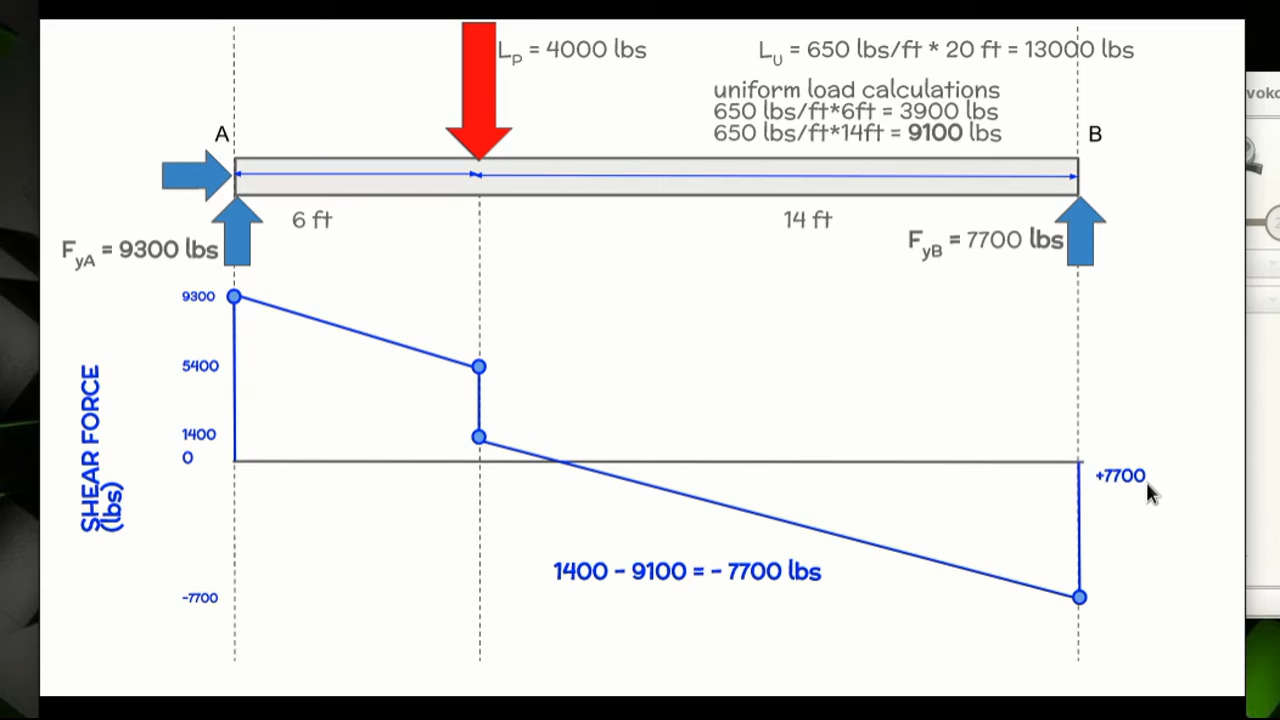 L_P = 4000 lbs
L_U = 650 lbs/ft * 20 ft = 13000 lbs
uniform load calculations
650 lbs/ft*6ft = 3900 lbs
650 lbs/ft*14ft = 9100 lbs
A
B
6 ft
14 ft
F_yA = 9300 lbs
F_yB = 7700 lbs
9300
5400
1400
0
-7700
SHEAR FORCE
(lbs)
+7700
1400 - 9100 = - 7700 lbs